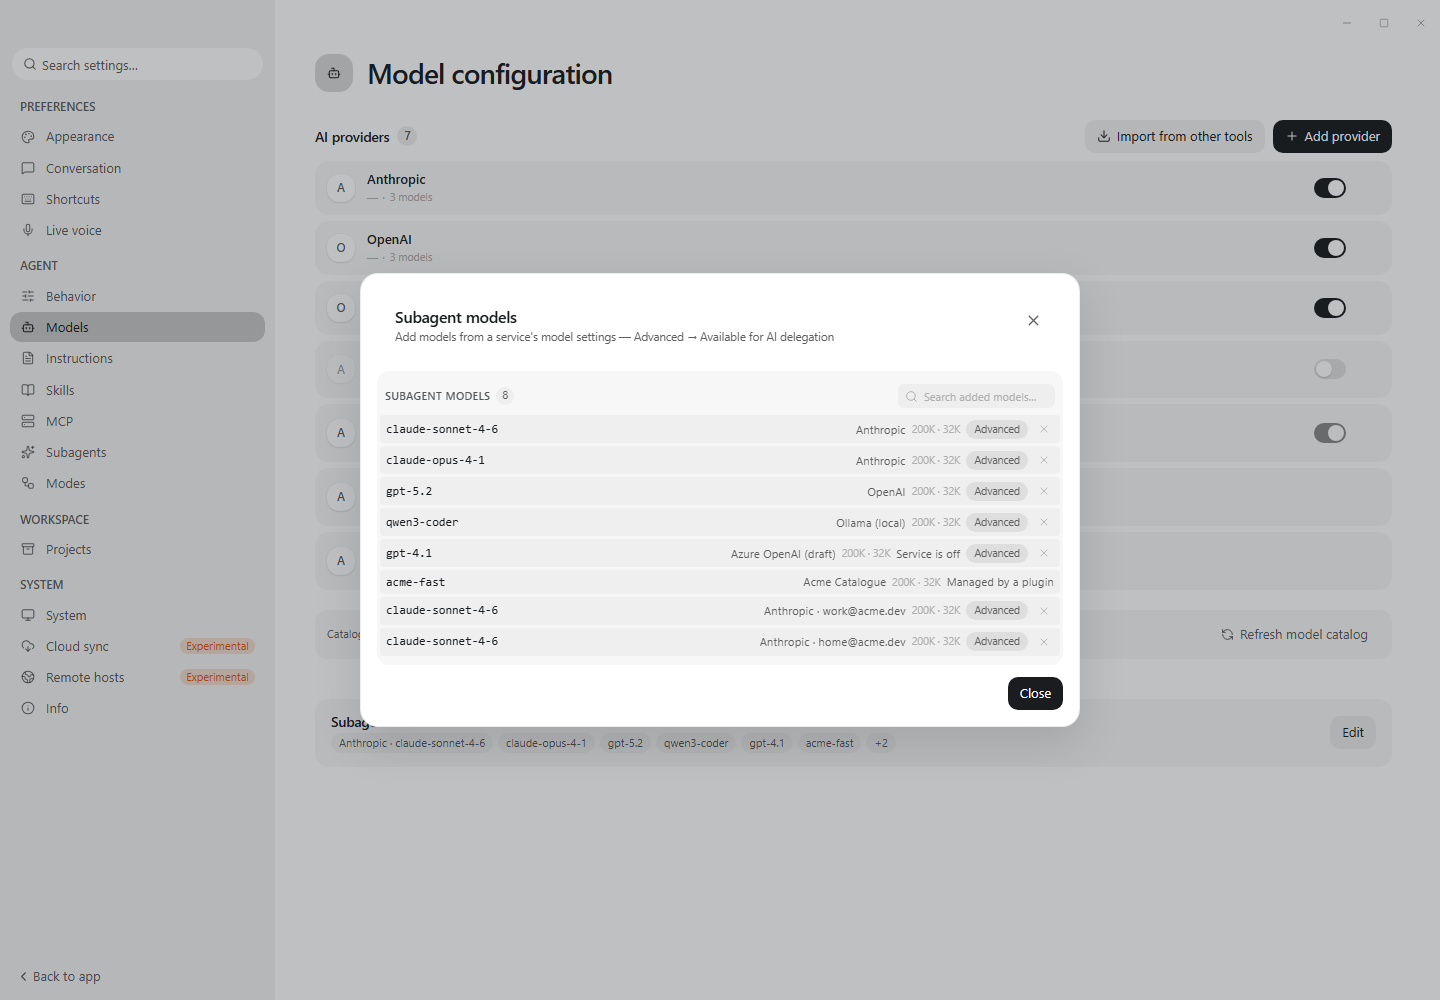 Search settings...
PREFERENCES
Appearance
Conversation
Shortcuts
Live voice
AGENT
Behavior
Models
Instructions
Skills
MCP
Subagents
Modes
WORKSPACE
Projects
SYSTEM
System
Cloud sync Experimental
Remote hosts Experimental
Info
Back to app
Model configuration
AI providers 7
Import from other tools
Add provider
A
Anthropic
— · 3 models
O
OpenAI
— · 3 models
O
A
A
A
A
Refresh model catalog
Edit
Anthropic · claude-sonnet-4-6 claude-opus-4-1 gpt-5.2 qwen3-coder gpt-4.1 acme-fast +2
Subagent models
Add models from a service's model settings — Advanced → Available for AI delegation
SUBAGENT MODELS 8
Search added models...
claude-sonnet-4-6 Anthropic 200K · 32K Advanced
claude-opus-4-1 Anthropic 200K · 32K Advanced
gpt-5.2 OpenAI 200K · 32K Advanced
qwen3-coder Ollama (local) 200K · 32K Advanced
gpt-4.1 Azure OpenAI (draft) 200K · 32K Service is off Advanced
acme-fast Acme Catalogue 200K · 32K Managed by a plugin
claude-sonnet-4-6 Anthropic · work@acme.dev 200K · 32K Advanced
claude-sonnet-4-6 Anthropic · home@acme.dev 200K · 32K Advanced
Close